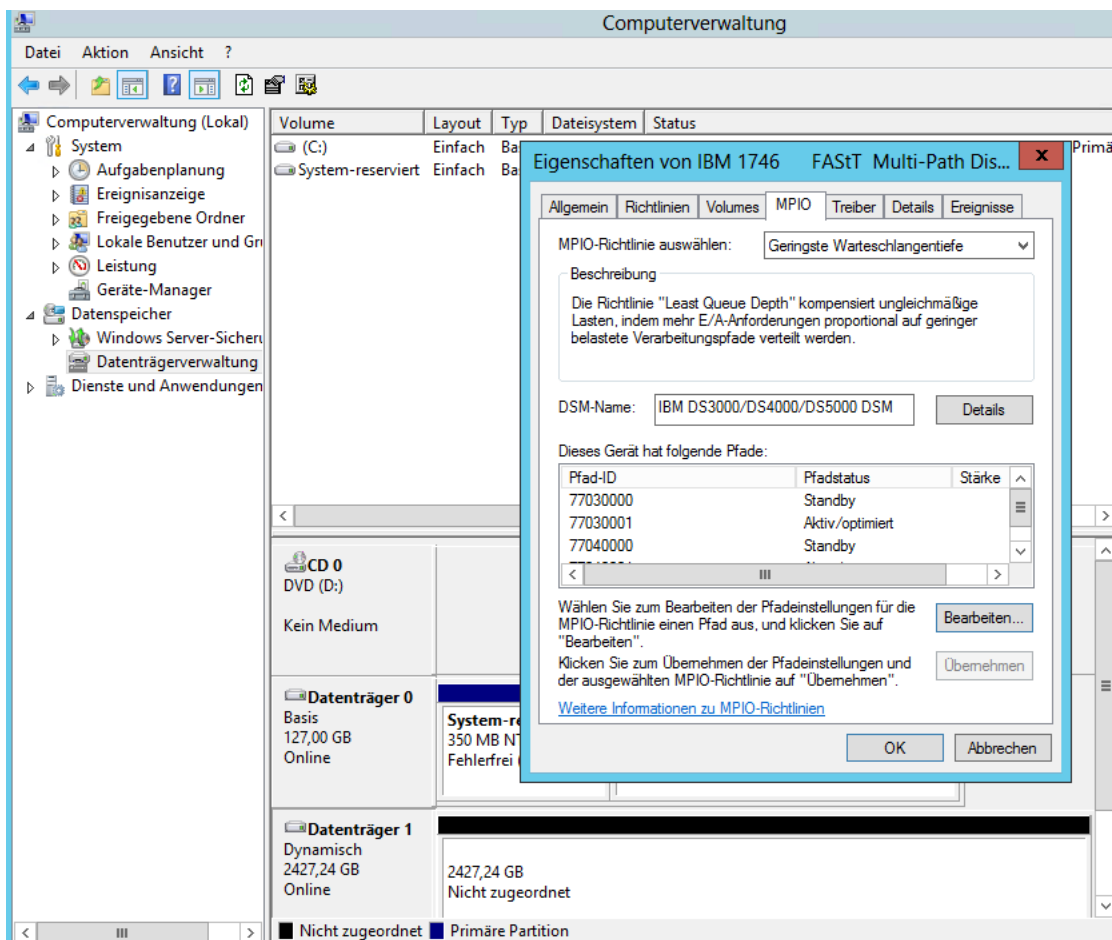 Computerverwaltung
Datei Aktion Ansicht ?
Computerverwaltung (Lokal)
System
Aufgabenplanung
Ereignisanzeige
Freigegebene Ordner
Lokale Benutzer und Gru
Leistung
Geräte-Manager
Datenspeicher
Windows Server-Sicheru
Datenträgerverwaltung
Dienste und Anwendungen
Volume Layout Typ Dateisystem Status
(C:) Einfach Ba Primä
System-reserviert Einfach Ba
Eigenschaften von IBM 1746 FAStT Multi-Path Dis... x
Allgemein Richtlinien Volumes MPIO Treiber Details Ereignisse
MPIO-Richtlinie auswählen: Geringste Warteschlangentiefe
Beschreibung
Die Richtlinie "Least Queue Depth" kompensiert ungleichmäßige
Lasten, indem mehr E/A-Anforderungen proportional auf geringer
belastete Verarbeitungspfade verteilt werden.
DSM-Name: IBM DS3000/DS4000/DS5000 DSM Details
Dieses Gerät hat folgende Pfade:
Pfad-ID Pfadstatus Stärke
77030000 Standby
77030001 Aktiv/optimiert
77040000 Standby
Wählen Sie zum Bearbeiten der Pfadeinstellungen für die
MPIO-Richtlinie einen Pfad aus, und klicken Sie auf
"Bearbeiten".
Bearbeiten...
Klicken Sie zum Übernehmen der Pfadeinstellungen und
der ausgewählten MPIO-Richtlinie auf "Übernehmen".
Übernehmen
Weitere Informationen zu MPIO-Richtlinien
OK Abbrechen
CD 0
DVD (D:)
Kein Medium
Datenträger 0
Basis
127,00 GB
Online
System-re
350 MB NT
Fehlerfrei (
Datenträger 1
Dynamisch
2427,24 GB
Online
2427,24 GB
Nicht zugeordnet
Nicht zugeordnet Primäre Partition